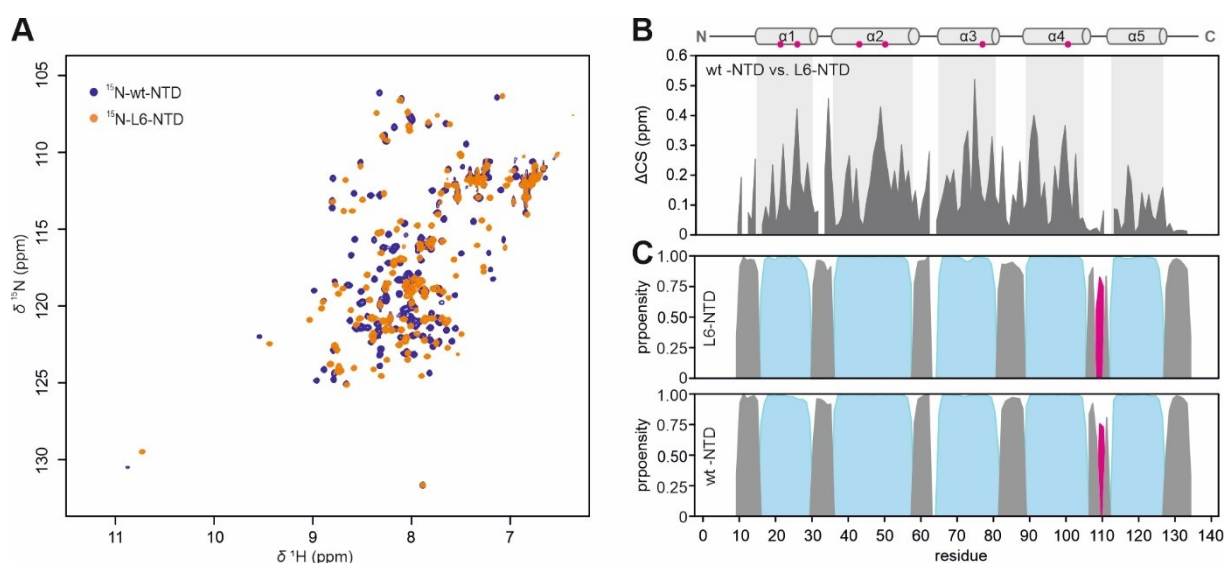 A
105
110
115
120
125
130
δ ¹⁵N (ppm)
¹⁵N-wt-NTD
¹⁵N-L6-NTD
11
10
9
8
7
δ ¹H (ppm)
B
N
α1
α2
α3
α4
α5
C
0.6
0.5
0.4
0.3
0.2
0.1
0
ΔCS (ppm)
wt -NTD vs. L6-NTD
C
1.00
0.75
0.50
0.25
0
prpoensity
L6-NTD
1.00
0.75
0.50
0.25
0
prpoensity
wt -NTD
0
10
20
30
40
50
60
70
80
90
100
110
120
130
140
residue